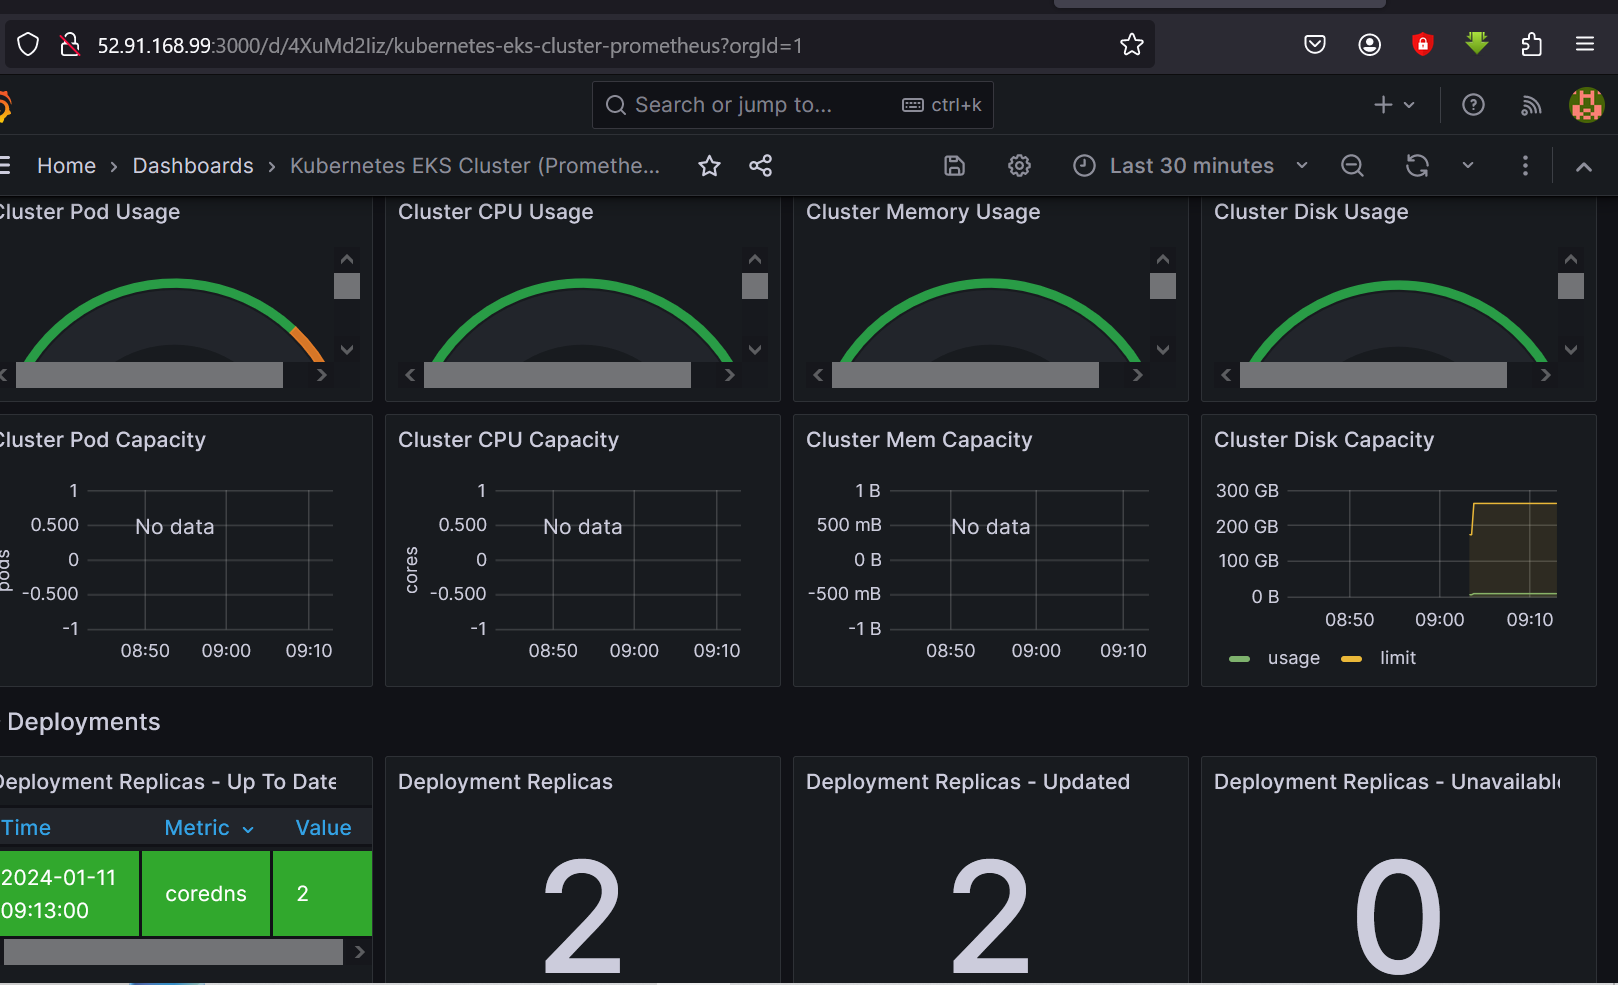 52.91.168.99:3000/d/4XuMd2Iiz/kubernetes-eks-cluster-prometheus?orgId=1
Search or jump to... ctrl+k
Home › Dashboards › Kubernetes EKS Cluster (Promethe... Last 30 minutes
Cluster Pod Usage
Cluster CPU Usage
Cluster Memory Usage
Cluster Disk Usage
Cluster Pod Capacity
1
0.500
0
-0.500
-1
pods
No data
08:50 09:00 09:10
Cluster CPU Capacity
1
0.500
0
-0.500
-1
cores
No data
08:50 09:00 09:10
Cluster Mem Capacity
1 B
500 mB
0 B
-500 mB
-1 B
No data
08:50 09:00 09:10
Cluster Disk Capacity
300 GB
200 GB
100 GB
0 B
08:50 09:00 09:10
usage limit
Deployments
Deployment Replicas - Up To Date
Time Metric Value
2024-01-11
09:13:00
coredns
2
Deployment Replicas
2
Deployment Replicas - Updated
2
Deployment Replicas - Unavailable
0